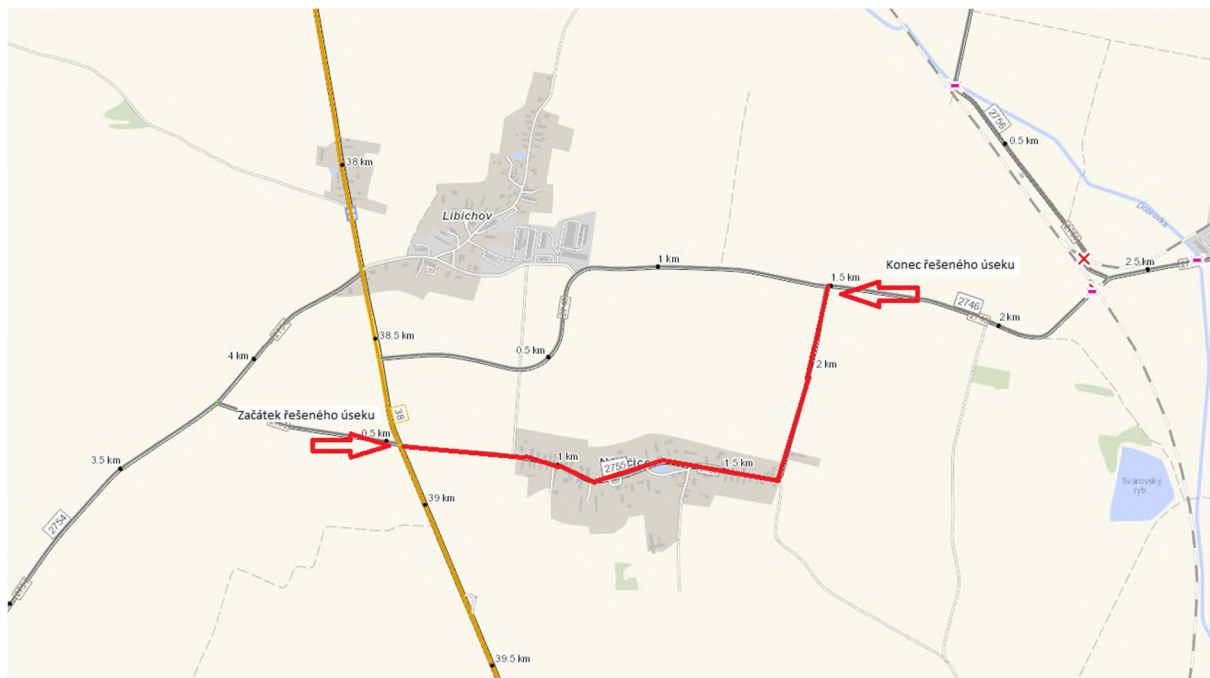 2756
0.5 km
38 km
Libichov
Dobrovka
1 km
Konec řešeného úseku
2.5 km
1.5 km
2746
2 km
38.5 km
4 km
0.5 km
2 km
38
Začátek řešeného úseku
0.5 km
1 km
2755
1.5 km
3.5 km
39 km
Svárovský
ryb.
2754
39.5 km